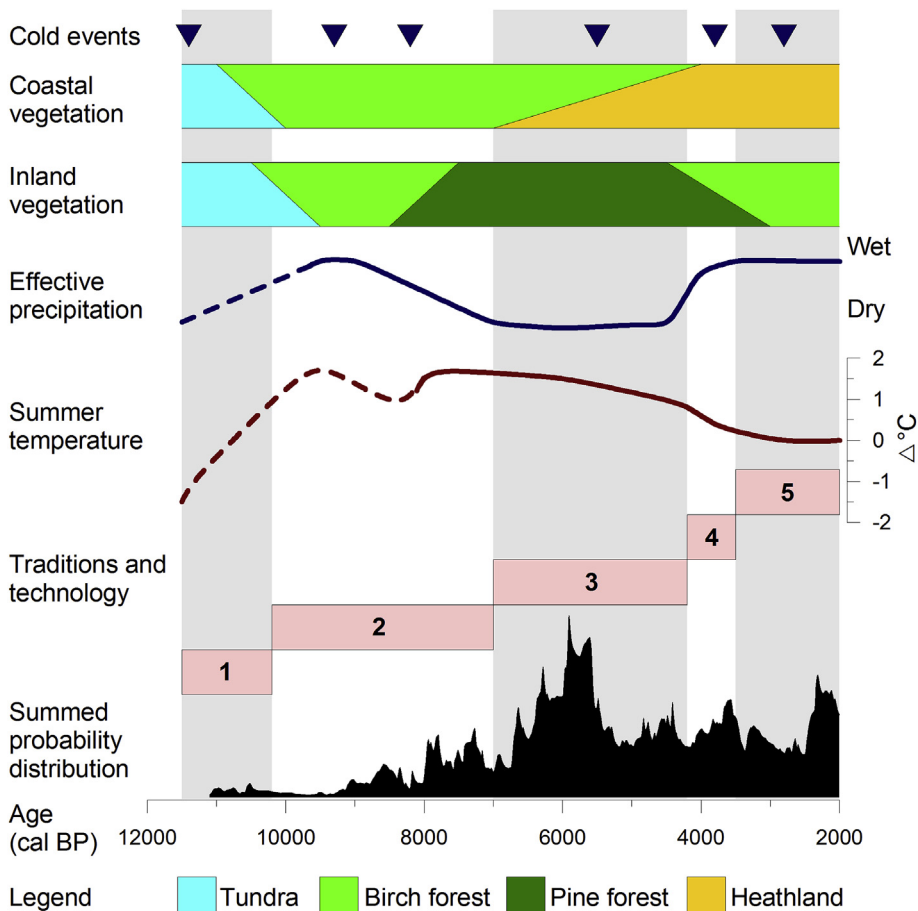 Cold events
Coastal
vegetation
Inland
vegetation
Effective
precipitation
Wet
Dry
Summer
temperature
2
1
0
-1
-2
△°C
5
4
Traditions and
technology
3
2
1
Summed
probability
distribution
Age
(cal BP)
12000 10000 8000 6000 4000 2000
Legend Tundra Birch forest Pine forest Heathland